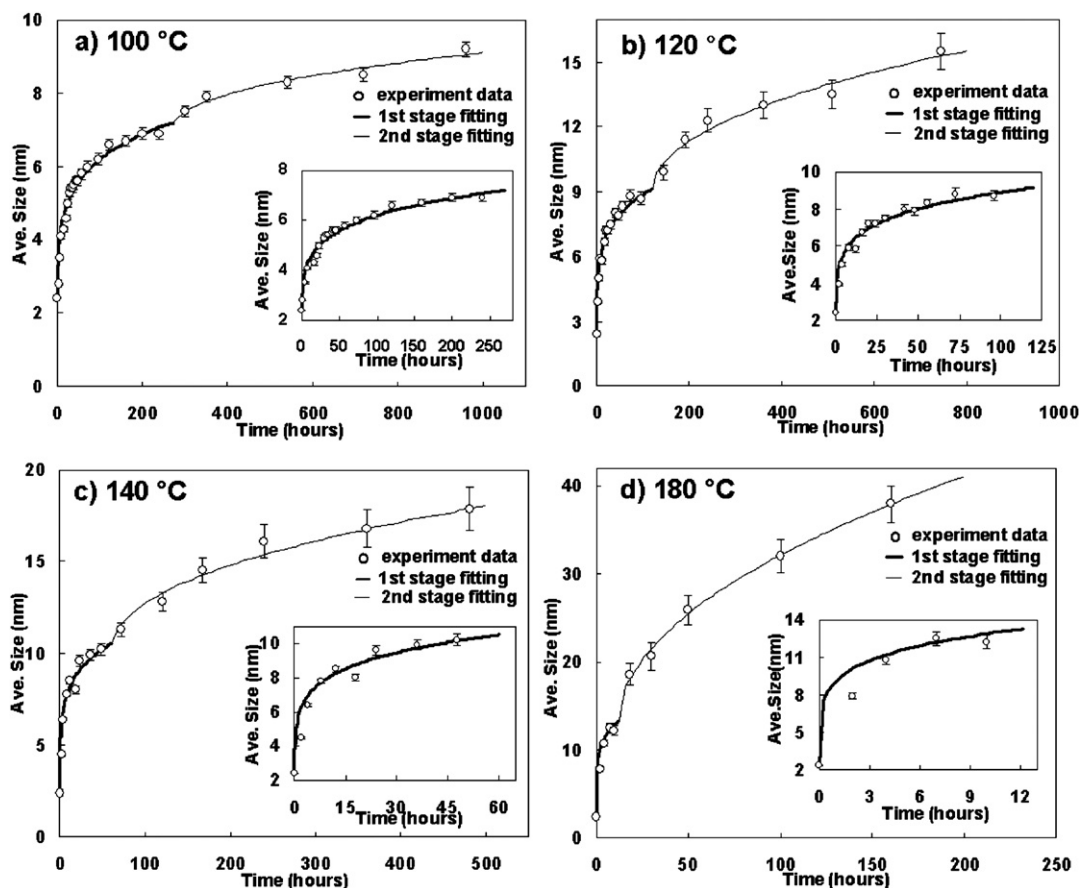 a) 100 °C
Ave. Size (nm)
10
8
6
4
2
0
experiment data
1st stage fitting
2nd stage fitting
Ave. Size (nm)
8
6
4
2
0 50 100 150 200 250
Time (hours)
0 200 400 600 800 1000
Time (hours)
b) 120 °C
Ave. Size (nm)
15
12
9
6
3
0
experiment data
1st stage fitting
2nd stage fitting
Ave.Size (nm)
10
8
6
4
2
0 25 50 75 100 125
Time (hours)
0 200 400 600 800 1000
Time (hours)
c) 140 °C
Ave. Size (nm)
20
15
10
5
0
experiment data
1st stage fitting
2nd stage fitting
Ave. Size (nm)
10
8
6
4
2
0 15 30 45 60
Time (hours)
0 100 200 300 400 500
Time (hours)
d) 180 °C
Ave. Size (nm)
40
30
20
10
0
experiment data
1st stage fitting
2nd stage fitting
Ave.Size(nm)
14
11
8
5
2
0 3 6 9 12
Time (hours)
0 50 100 150 200 250
Time (hours)